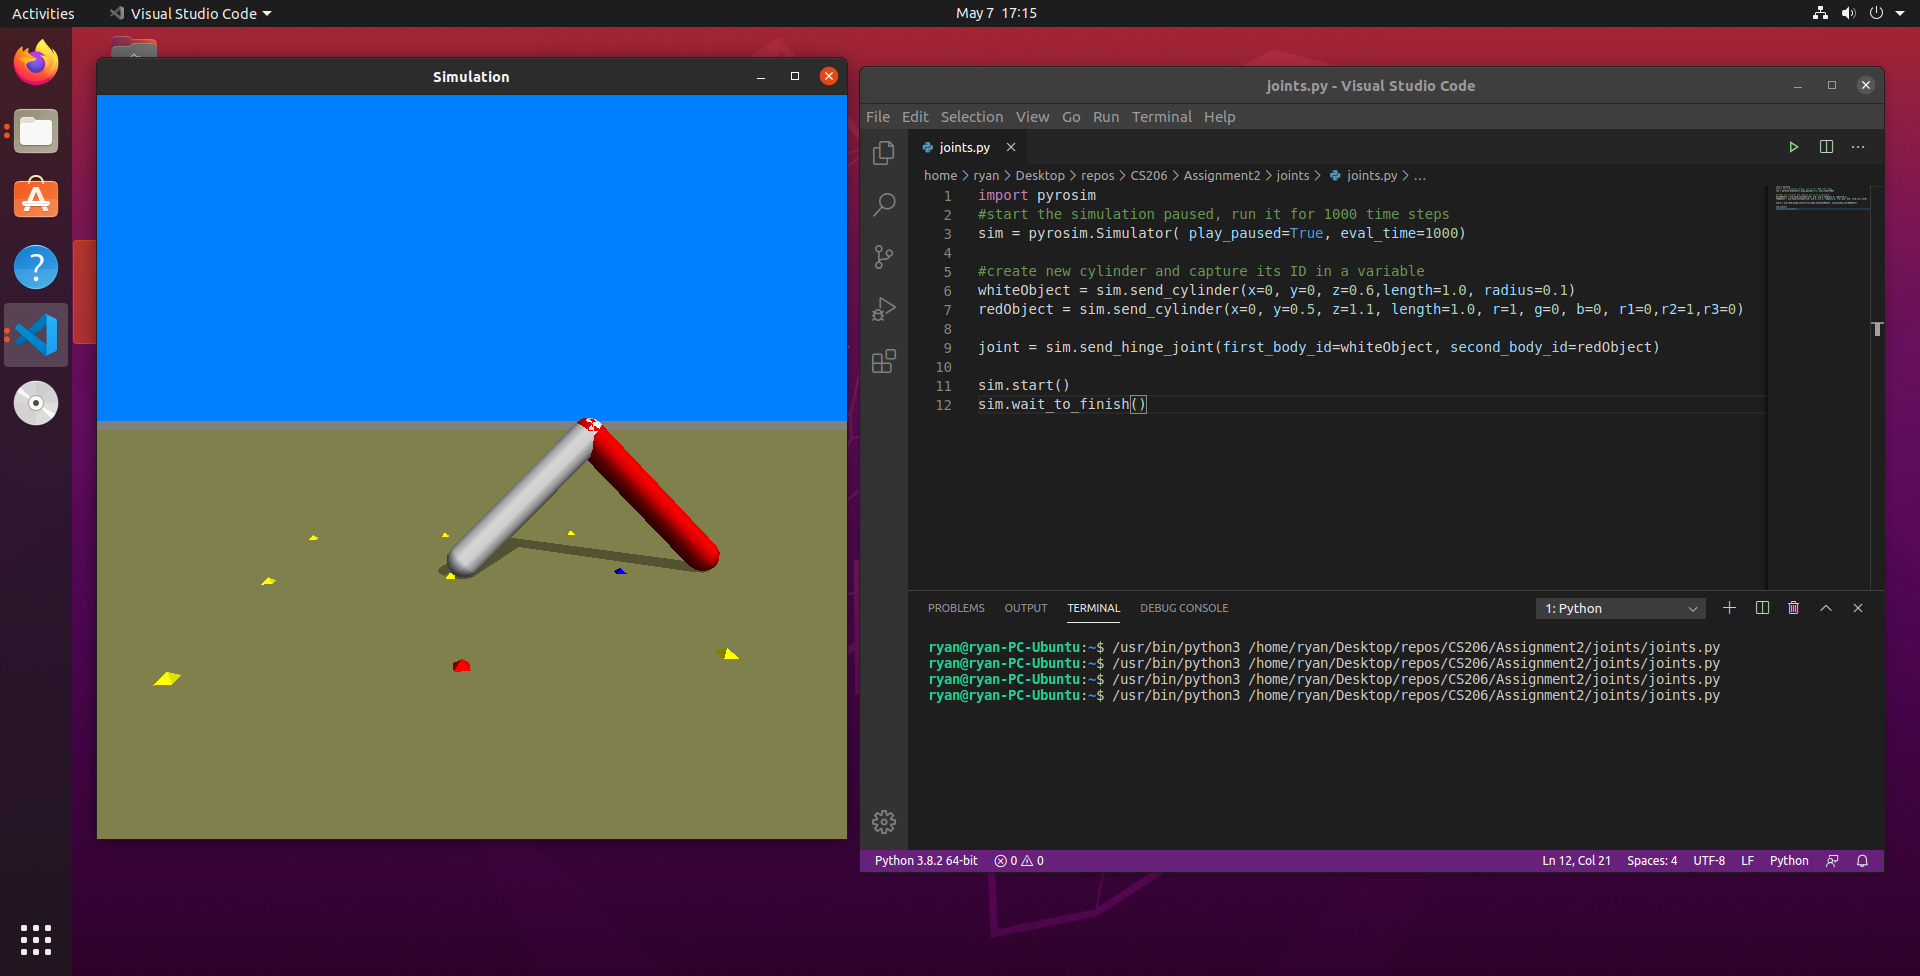 Activities
Visual Studio Code
May 7 17:15
Simulation
joints.py - Visual Studio Code
File Edit Selection View Go Run Terminal Help
joints.py
home > ryan > Desktop > repos > CS206 > Assignment2 > joints > joints.py > ...
1 import pyrosim
2 #start the simulation paused, run it for 1000 time steps
3 sim = pyrosim.Simulator( play_paused=True, eval_time=1000)
4
5 #create new cylinder and capture its ID in a variable
6 whiteObject = sim.send_cylinder(x=0, y=0, z=0.6,length=1.0, radius=0.1)
7 redObject = sim.send_cylinder(x=0, y=0.5, z=1.1, length=1.0, r=1, g=0, b=0, r1=0,r2=1,r3=0)
8
9 joint = sim.send_hinge_joint(first_body_id=whiteObject, second_body_id=redObject)
10
11 sim.start()
12 sim.wait_to_finish()
PROBLEMS OUTPUT TERMINAL DEBUG CONSOLE
1: Python
ryan@ryan-PC-Ubuntu:~$ /usr/bin/python3 /home/ryan/Desktop/repos/CS206/Assignment2/joints/joints.py
ryan@ryan-PC-Ubuntu:~$ /usr/bin/python3 /home/ryan/Desktop/repos/CS206/Assignment2/joints/joints.py
ryan@ryan-PC-Ubuntu:~$ /usr/bin/python3 /home/ryan/Desktop/repos/CS206/Assignment2/joints/joints.py
ryan@ryan-PC-Ubuntu:~$ /usr/bin/python3 /home/ryan/Desktop/repos/CS206/Assignment2/joints/joints.py
Python 3.8.2 64-bit 0 0 Ln 12, Col 21 Spaces: 4 UTF-8 LF Python